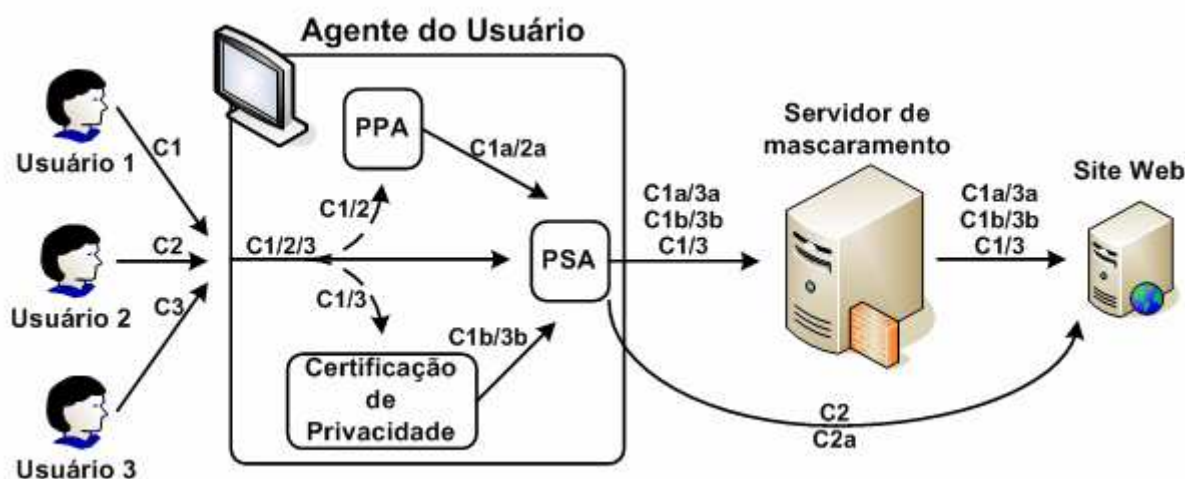 Agente do Usuário
Usuário 1
C1
Usuário 2
C2
Usuário 3
C3
C1/2/3
C1/2
PPA
C1a/2a
C1/3
Certificação
de
Privacidade
C1b/3b
PSA
C1a/3a
C1b/3b
C1/3
Servidor de
mascaramento
C1a/3a
C1b/3b
C1/3
Site Web
C2
C2a